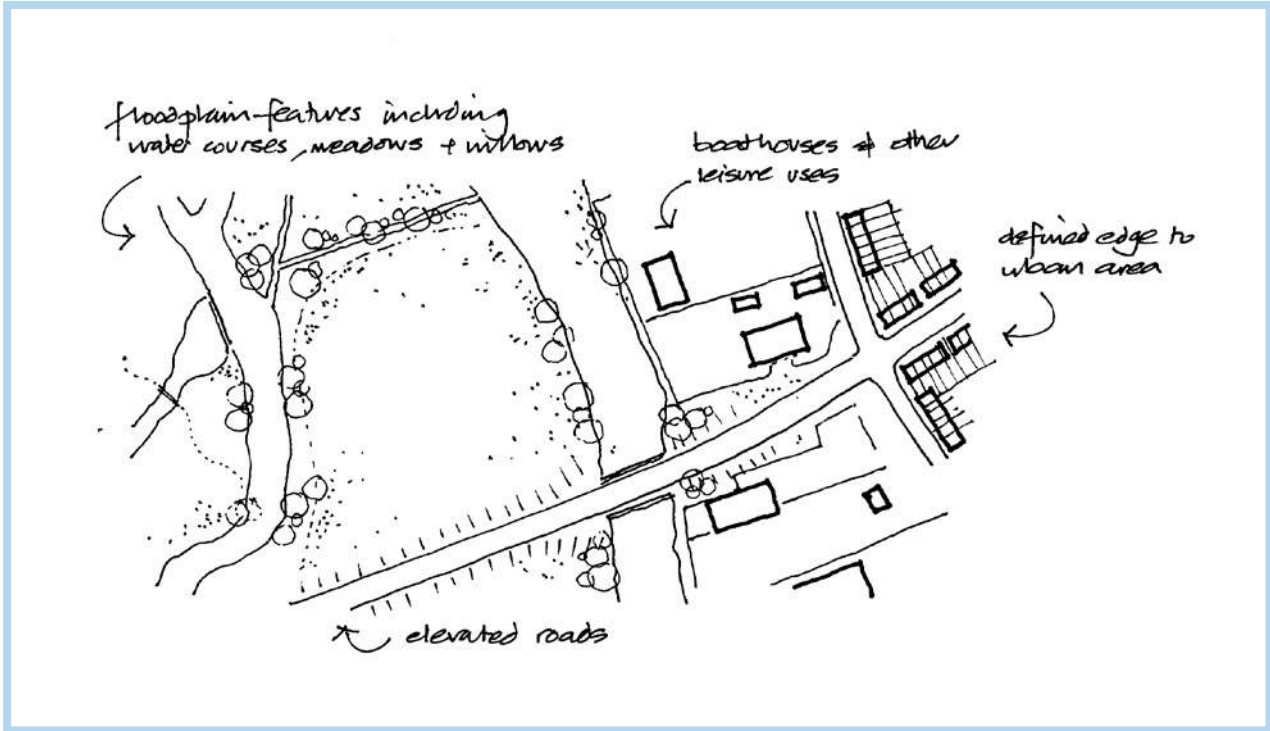 floodplain features including
water courses, meadows + willows
boathouses & other
leisure uses
defined edge to
urban area
elevated roads